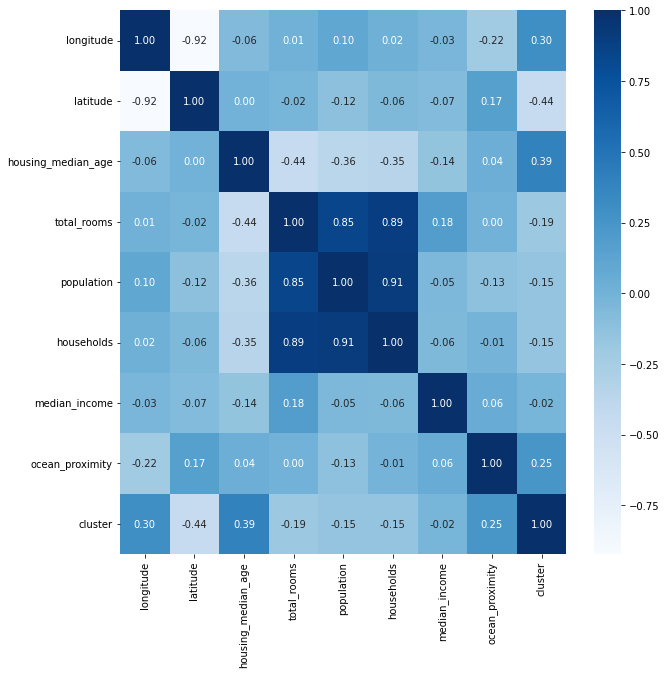 longitude 1.00 -0.92 -0.06 0.01 0.10 0.02 -0.03 -0.22 0.30
latitude -0.92 1.00 0.00 -0.02 -0.12 -0.06 -0.07 0.17 -0.44
housing_median_age -0.06 0.00 1.00 -0.44 -0.36 -0.35 -0.14 0.04 0.39
total_rooms 0.01 -0.02 -0.44 1.00 0.85 0.89 0.18 0.00 -0.19
population 0.10 -0.12 -0.36 0.85 1.00 0.91 -0.05 -0.13 -0.15
households 0.02 -0.06 -0.35 0.89 0.91 1.00 -0.06 -0.01 -0.15
median_income -0.03 -0.07 -0.14 0.18 -0.05 -0.06 1.00 0.06 -0.02
ocean_proximity -0.22 0.17 0.04 0.00 -0.13 -0.01 0.06 1.00 0.25
cluster 0.30 -0.44 0.39 -0.19 -0.15 -0.15 -0.02 0.25 1.00
longitude
latitude
housing_median_age
total_rooms
population
households
median_income
ocean_proximity
cluster
1.00
0.75
0.50
0.25
0.00
−0.25
−0.50
−0.75